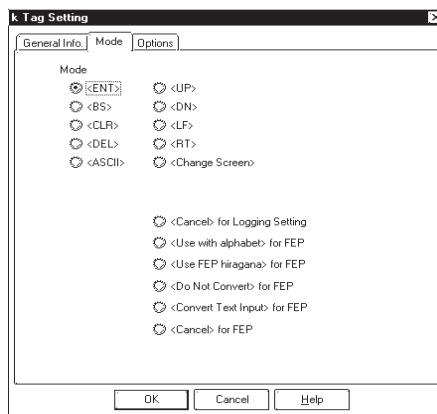 k Tag Setting
General Info. Mode Options
Mode
<ENT> <UP>
<BS> <DN>
<CLR> <LF>
<DEL> <RT>
<ASCII> <Change Screen>
<Cancel> for Logging Setting
<Use with alphabet> for FEP
<Use FEP hiragana> for FEP
<Do Not Convert> for FEP
<Convert Text Input> for FEP
<Cancel> for FEP
OK Cancel Help